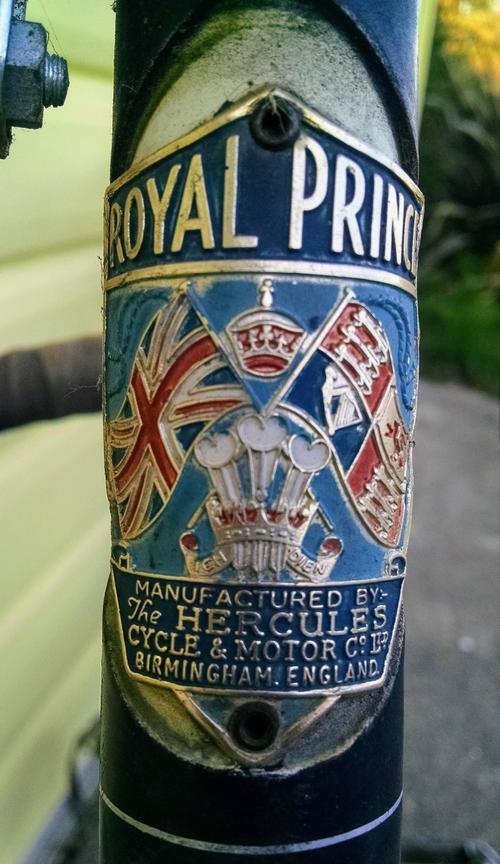 ROYAL PRINC
MANUFACTURED BY:-
The HERCULES
CYCLE & MOTOR Co. LTD.
BIRMINGHAM. ENGLAND.